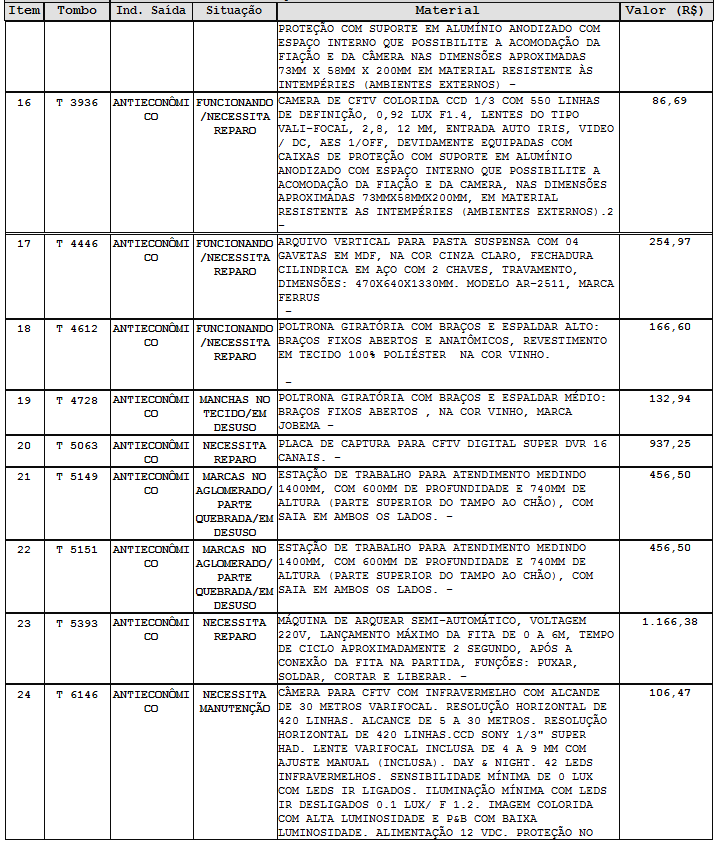 Item Tombo Ind. Saída Situação Material Valor (R$)
PROTEÇÃO COM SUPORTE EM ALUMÍNIO ANODIZADO COM
ESPAÇO INTERNO QUE POSSIBILITE A ACOMODAÇÃO DA
FIAÇÃO E DA CÂMERA NAS DIMENSÕES APROXIMADAS
73MM X 58MM X 200MM EM MATERIAL RESISTENTE ÀS
INTEMPÉRIES (AMBIENTES EXTERNOS) –
16 T 3936 ANTIECONÔMI FUNCIONANDO CAMERA DE CFTV COLORIDA CCD 1/3 COM 550 LINHAS 86,69
CO /NECESSITA DE DEFINIÇÃO, 0,92 LUX F1.4, LENTES DO TIPO
REPARO VALI-FOCAL, 2,8, 12 MM, ENTRADA AUTO IRIS, VIDEO
/ DC, AES 1/OFF, DEVIDAMENTE EQUIPADAS COM
CAIXAS DE PROTEÇÃO COM SUPORTE EM ALUMÍNIO
ANODIZADO COM ESPAÇO INTERNO QUE POSSIBILITE A
ACOMODAÇÃO DA FIAÇÃO E DA CAMERA, NAS DIMENSÕES
APROXIMADAS 73MMX58MMX200MM, EM MATERIAL
RESISTENTE AS INTEMPÉRIES (AMBIENTES EXTERNOS).2
–
17 T 4446 ANTIECONÔMI FUNCIONANDO ARQUIVO VERTICAL PARA PASTA SUSPENSA COM 04 254,97
CO /NECESSITA GAVETAS EM MDF, NA COR CINZA CLARO, FECHADURA
REPARO CILINDRICA EM AÇO COM 2 CHAVES, TRAVAMENTO,
DIMENSÕES: 470X640X1330MM. MODELO AR-2511, MARCA
FERRUS
–
18 T 4612 ANTIECONÔMI FUNCIONANDO POLTRONA GIRATÓRIA COM BRAÇOS E ESPALDAR ALTO: 166,60
CO /NECESSITA BRAÇOS FIXOS ABERTOS E ANATÔMICOS, REVESTIMENTO
REPARO EM TECIDO 100% POLIÉSTER NA COR VINHO.
–
19 T 4728 ANTIECONÔMI MANCHAS NO POLTRONA GIRATÓRIA COM BRAÇOS E ESPALDAR MÉDIO: 132,94
CO TECIDO/EM BRAÇOS FIXOS ABERTOS , NA COR VINHO, MARCA
DESUSO JOBEMA –
20 T 5063 ANTIECONÔMI NECESSITA PLACA DE CAPTURA PARA CFTV DIGITAL SUPER DVR 16 937,25
CO REPARO CANAIS. –
21 T 5149 ANTIECONÔMI MARCAS NO ESTAÇÃO DE TRABALHO PARA ATENDIMENTO MEDINDO 456,50
CO AGLOMERADO/ 1400MM, COM 600MM DE PROFUNDIDADE E 740MM DE
PARTE ALTURA (PARTE SUPERIOR DO TAMPO AO CHÃO), COM
QUEBRADA/EM SAIA EM AMBOS OS LADOS. –
DESUSO
22 T 5151 ANTIECONÔMI MARCAS NO ESTAÇÃO DE TRABALHO PARA ATENDIMENTO MEDINDO 456,50
CO AGLOMERADO/ 1400MM, COM 600MM DE PROFUNDIDADE E 740MM DE
PARTE ALTURA (PARTE SUPERIOR DO TAMPO AO CHÃO), COM
QUEBRADA/EM SAIA EM AMBOS OS LADOS. –
DESUSO
23 T 5393 ANTIECONÔMI NECESSITA MÁQUINA DE ARQUEAR SEMI-AUTOMÁTICO, VOLTAGEM 1.166,38
CO REPARO 220V, LANÇAMENTO MÁXIMO DA FITA DE 0 A 6M, TEMPO
DE CICLO APROXIMADAMENTE 2 SEGUNDO, APÓS A
CONEXÃO DA FITA NA PARTIDA, FUNÇÕES: PUXAR,
SOLDAR, CORTAR E LIBERAR. –
24 T 6146 ANTIECONÔMI NECESSITA CÂMERA PARA CFTV COM INFRAVERMELHO COM ALCANDE 106,47
CO MANUTENÇÃO DE 30 METROS VARIFOCAL. RESOLUÇÃO HORIZONTAL DE
420 LINHAS. ALCANCE DE 5 A 30 METROS. RESOLUÇÃO
HORIZONTAL DE 420 LINHAS.CCD SONY 1/3" SUPER
HAD. LENTE VARIFOCAL INCLUSA DE 4 A 9 MM COM
AJUSTE MANUAL (INCLUSA). DAY & NIGHT. 42 LEDS
INFRAVERMELHOS. SENSIBILIDADE MÍNIMA DE 0 LUX
COM LEDS IR LIGADOS. ILUMINAÇÃO MÍNIMA COM LEDS
IR DESLIGADOS 0.1 LUX/ F 1.2. IMAGEM COLORIDA
COM ALTA LUMINOSIDADE E P&B COM BAIXA
LUMINOSIDADE. ALIMENTAÇÃO 12 VDC. PROTEÇÃO NO